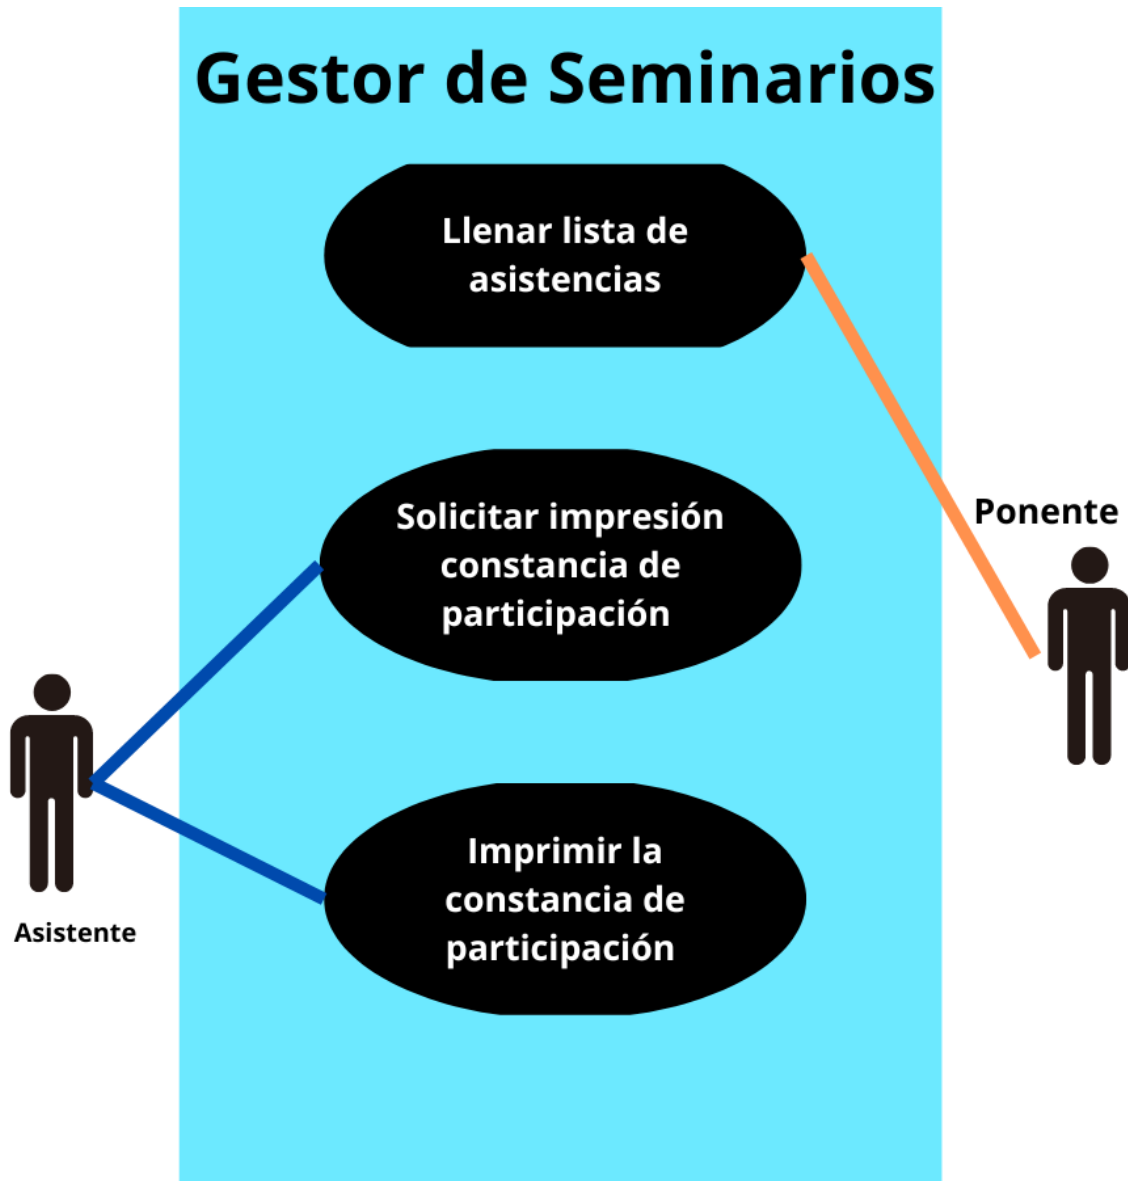 Gestor de Seminarios
Llenar lista de
asistencias
Solicitar impresión
constancia de
participación
Ponente
Imprimir la
constancia de
participación
Asistente